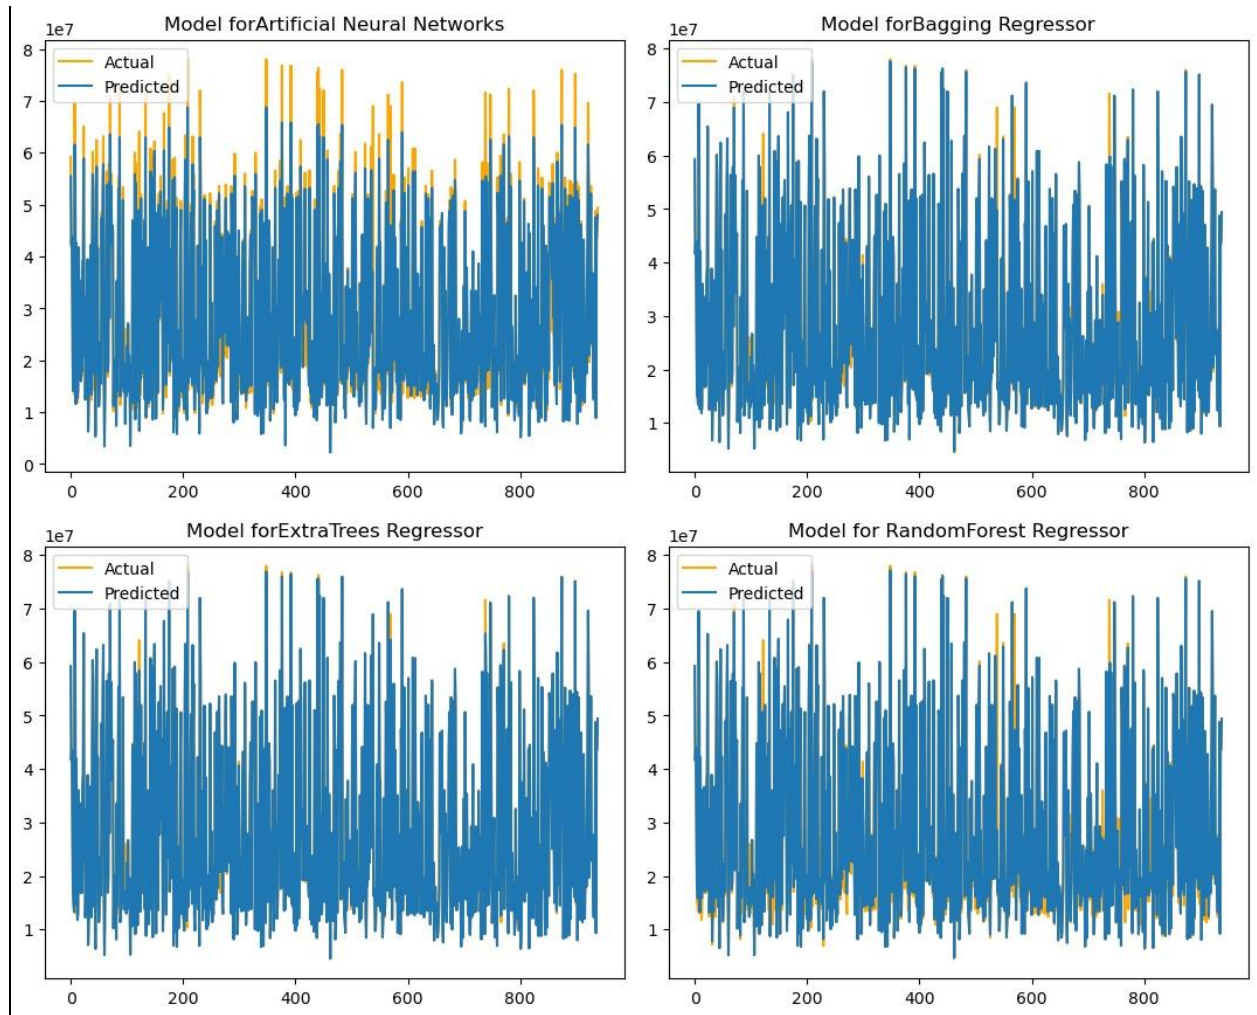 Model forArtificial Neural Networks
1e7
8
7
6
5
4
3
2
1
0
Actual
Predicted
0 200 400 600 800
Model forBagging Regressor
1e7
8
7
6
5
4
3
2
1
Actual
Predicted
0 200 400 600 800
Model forExtraTrees Regressor
1e7
8
7
6
5
4
3
2
1
Actual
Predicted
0 200 400 600 800
Model for RandomForest Regressor
1e7
8
7
6
5
4
3
2
1
Actual
Predicted
0 200 400 600 800